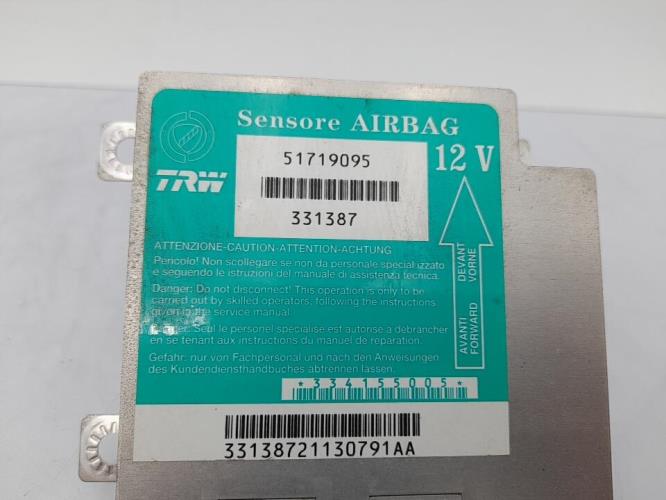 Sensore AIRBAG
51719095
12 V
TRW
331387
ATTENZIONE-CAUTION-ATTENTION-ACHTUNG
Pericolo! Non scollegare se non da personale specializzato
e seguendo le istruzioni del manuale di assistenza tecnica.
Danger: Do not disconnect! This operation is only to be
carried out by skilled operators, following the instructions
given in the service manual.
Seul le personel spécialise est autorise a debrancher
en se tenant aux instructions du manuel de reparation.
Gefahr: nur von Fachpersonal und nach den Anweisungen
des Kundendiensthandbuches abtrennen lassen.
AVANTI DEVANT
FORWARD VORNE
*334155005*
33138721130791AA